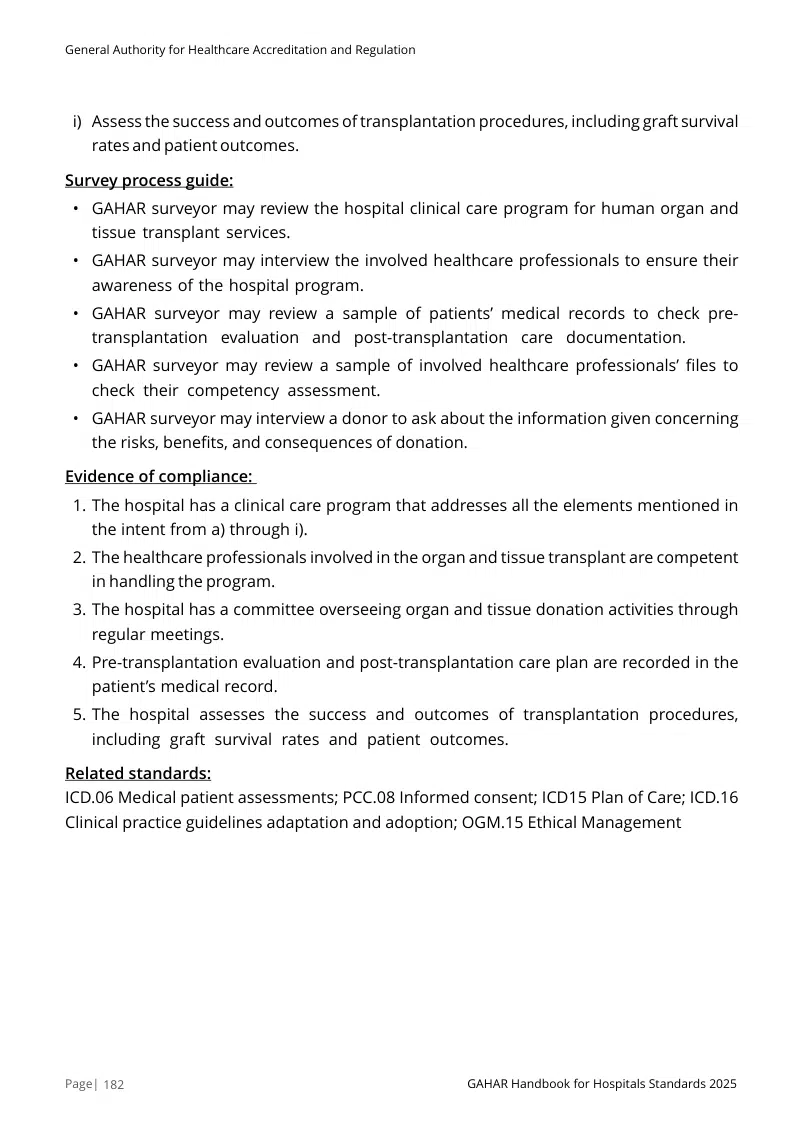 General Authority for Healthcare Accreditation and Regulation
i) Assess the success and outcomes of transplantation procedures, including graft survival
rates and patient outcomes.
Survey process guide:
• GAHAR surveyor may review the hospital clinical care program for human organ and
tissue transplant services.
• GAHAR surveyor may interview the involved healthcare professionals to ensure their
awareness of the hospital program.
• GAHAR surveyor may review a sample of patients’ medical records to check pre-
transplantation evaluation and post-transplantation care documentation.
• GAHAR surveyor may review a sample of involved healthcare professionals’ files to
check their competency assessment.
• GAHAR surveyor may interview a donor to ask about the information given concerning
the risks, benefits, and consequences of donation.
Evidence of compliance:
1. The hospital has a clinical care program that addresses all the elements mentioned in
the intent from a) through i).
2. The healthcare professionals involved in the organ and tissue transplant are competent
in handling the program.
3. The hospital has a committee overseeing organ and tissue donation activities through
regular meetings.
4. Pre-transplantation evaluation and post-transplantation care plan are recorded in the
patient’s medical record.
5. The hospital assesses the success and outcomes of transplantation procedures,
including graft survival rates and patient outcomes.
Related standards:
ICD.06 Medical patient assessments; PCC.08 Informed consent; ICD15 Plan of Care; ICD.16
Clinical practice guidelines adaptation and adoption; OGM.15 Ethical Management
Page| 182 GAHAR Handbook for Hospitals Standards 2025